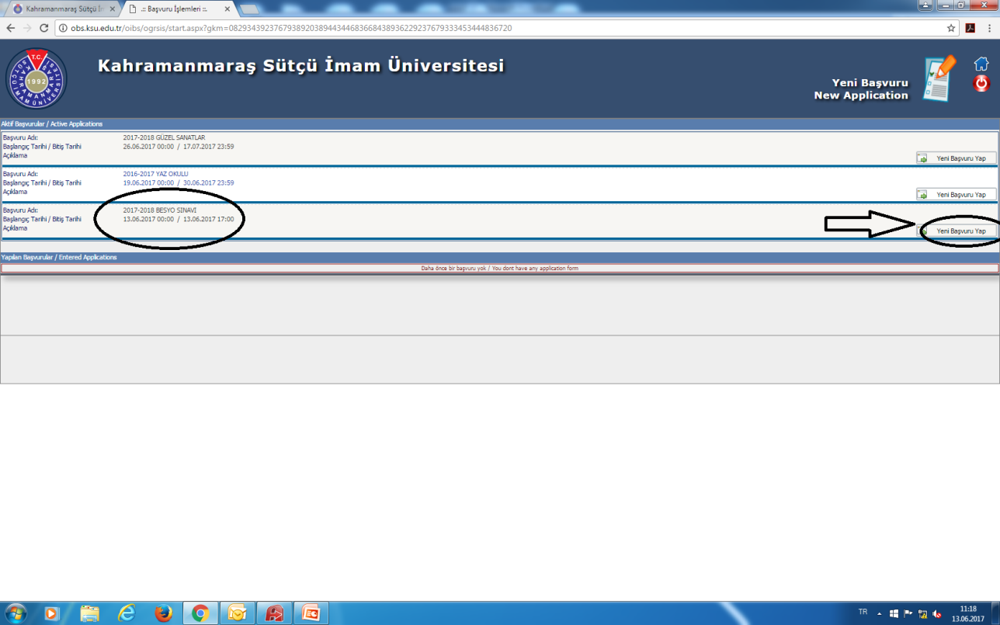 Kahramanmaraş Sütçü İ
.:: Başvuru İşlemleri ::.
obs.ksu.edu.tr/oibs/ogrsis/start.aspx?gkm=08293439237679389203894434468366843893622923767933345344​4836720
T.C.
KAHRAMANMARAŞ SÜTÇÜ İMAM ÜNİVERSİTESİ
1992
Kahramanmaraş Sütçü İmam Üniversitesi
Yeni Başvuru
New Application
Aktif Başvurular / Active Applications
Başvuru Adı: 2017-2018 GÜZEL SANATLAR
Başlangıç Tarihi / Bitiş Tarihi 26.06.2017 00:00 / 17.07.2017 23:59
Açıklama
Yeni Başvuru Yap
Başvuru Adı: 2016-2017 YAZ OKULU
Başlangıç Tarihi / Bitiş Tarihi 19.06.2017 00:00 / 30.06.2017 23:59
Açıklama
Yeni Başvuru Yap
Başvuru Adı: 2017-2018 BESYO SINAVI
Başlangıç Tarihi / Bitiş Tarihi 13.06.2017 00:00 / 13.06.2017 17:00
Açıklama
Yeni Başvuru Yap
Yapılan Başvurular / Entered Applications
Daha önce bir başvuru yok / You dont have any application form
TR
11:18
13.06.2017